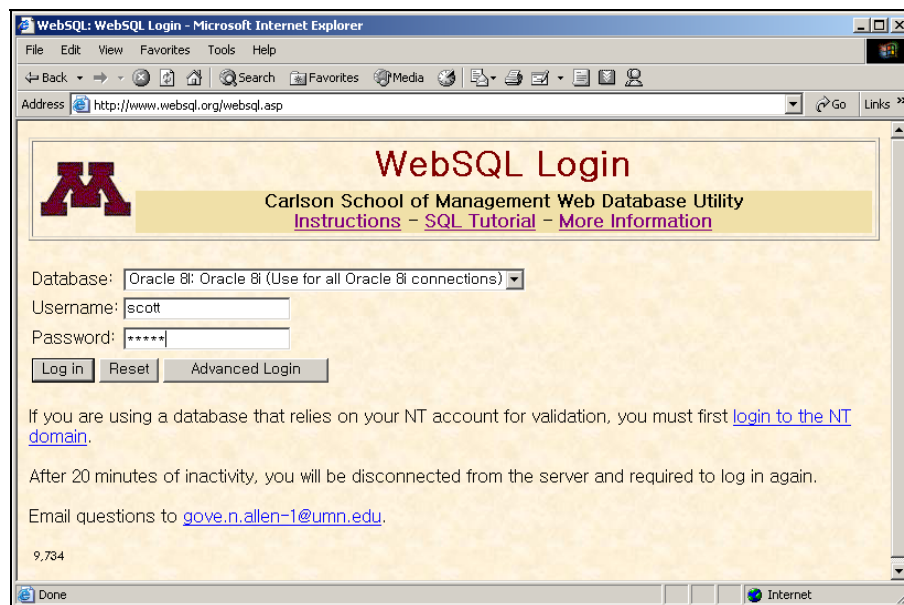 WebSQL: WebSQL Login - Microsoft Internet Explorer
File Edit View Favorites Tools Help
Back Search Favorites Media
Address http://www.websql.org/websql.asp Go Links »
M
WebSQL Login
Carlson School of Management Web Database Utility
Instructions - SQL Tutorial - More Information
Database: Oracle 8I: Oracle 8i (Use for all Oracle 8i connections)
Username: scott
Password: *****
Log in Reset Advanced Login
If you are using a database that relies on your NT account for validation, you must first login to the NT
domain.
After 20 minutes of inactivity, you will be disconnected from the server and required to log in again.
Email questions to gove.n.allen-1@umn.edu.
9,734
Done Internet